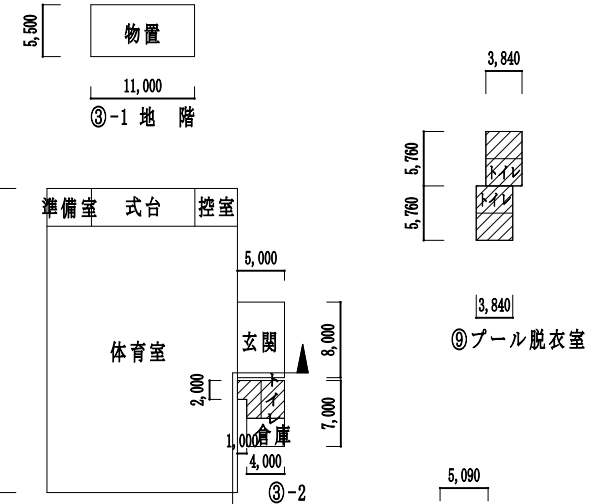 5,500
物置
11,000
③-1 地 階
3,840
5,760
トイレ
5,760
トイレ
3,840
⑨プール脱衣室
準備室
式台
控室
5,000
体育室
玄関
8,000
2,000
トイレ
7,000
倉庫
1,000
4,000
③-2
5,090